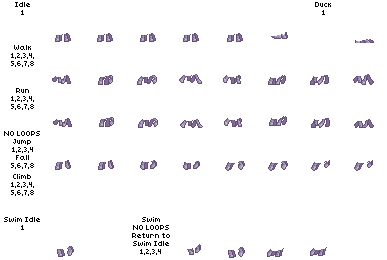 Idle
1
Duck
1
Walk
1,2,3,4,
5,6,7,8
Run
1,2,3,4,
5,6,7,8
NO LOOPS
Jump
1,2,3,4
Fall
5,6,7,8
Climb
1,2,3,4,
5,6,7,8
Swim Idle
1
Swim
NO LOOPS
Return to
Swim Idle
1,2,3,4